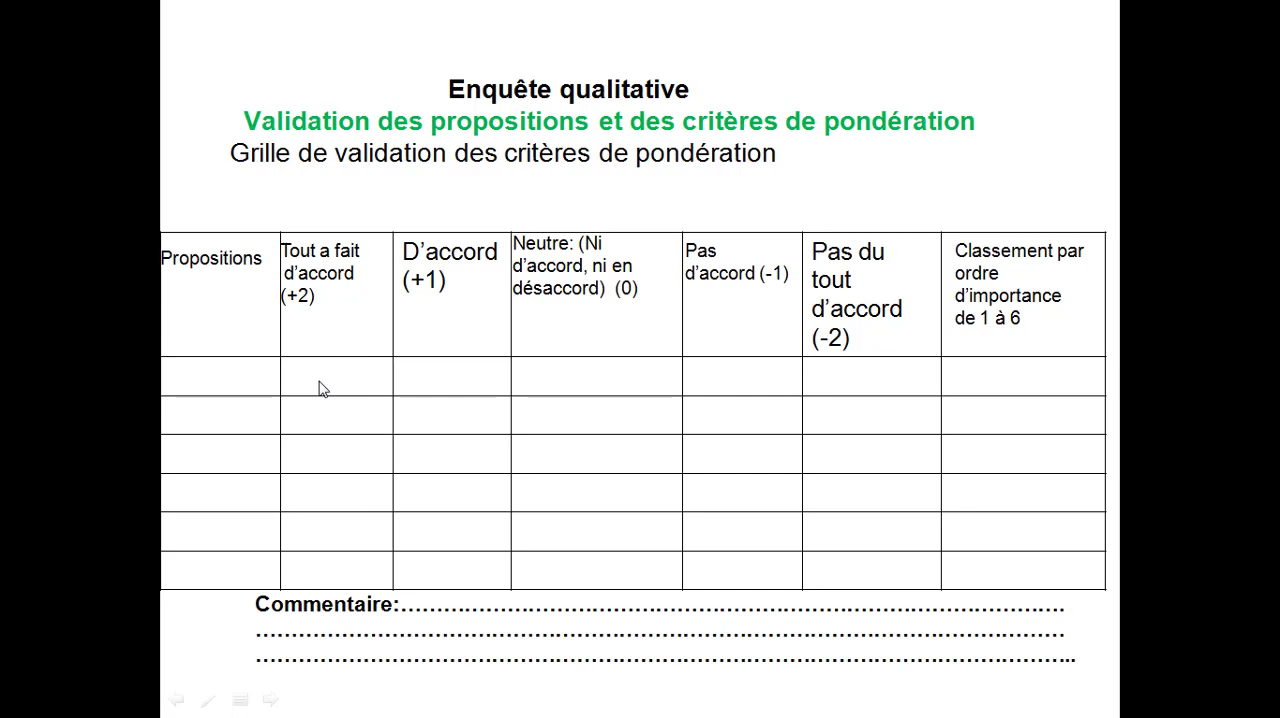 Enquête qualitative
Validation des propositions et des critères de pondération
Grille de validation des critères de pondération
Propositions
Tout a fait
d’accord
(+2)
D’accord
(+1)
Neutre: (Ni
d’accord, ni en
désaccord) (0)
Pas
d’accord (-1)
Pas du
tout
d’accord
(-2)
Classement par
ordre
d’importance
de 1 à 6
Commentaire:……………………………………………………………………………….
…………………………………………………………………………………………………
…………………………………………………………………………………………………..